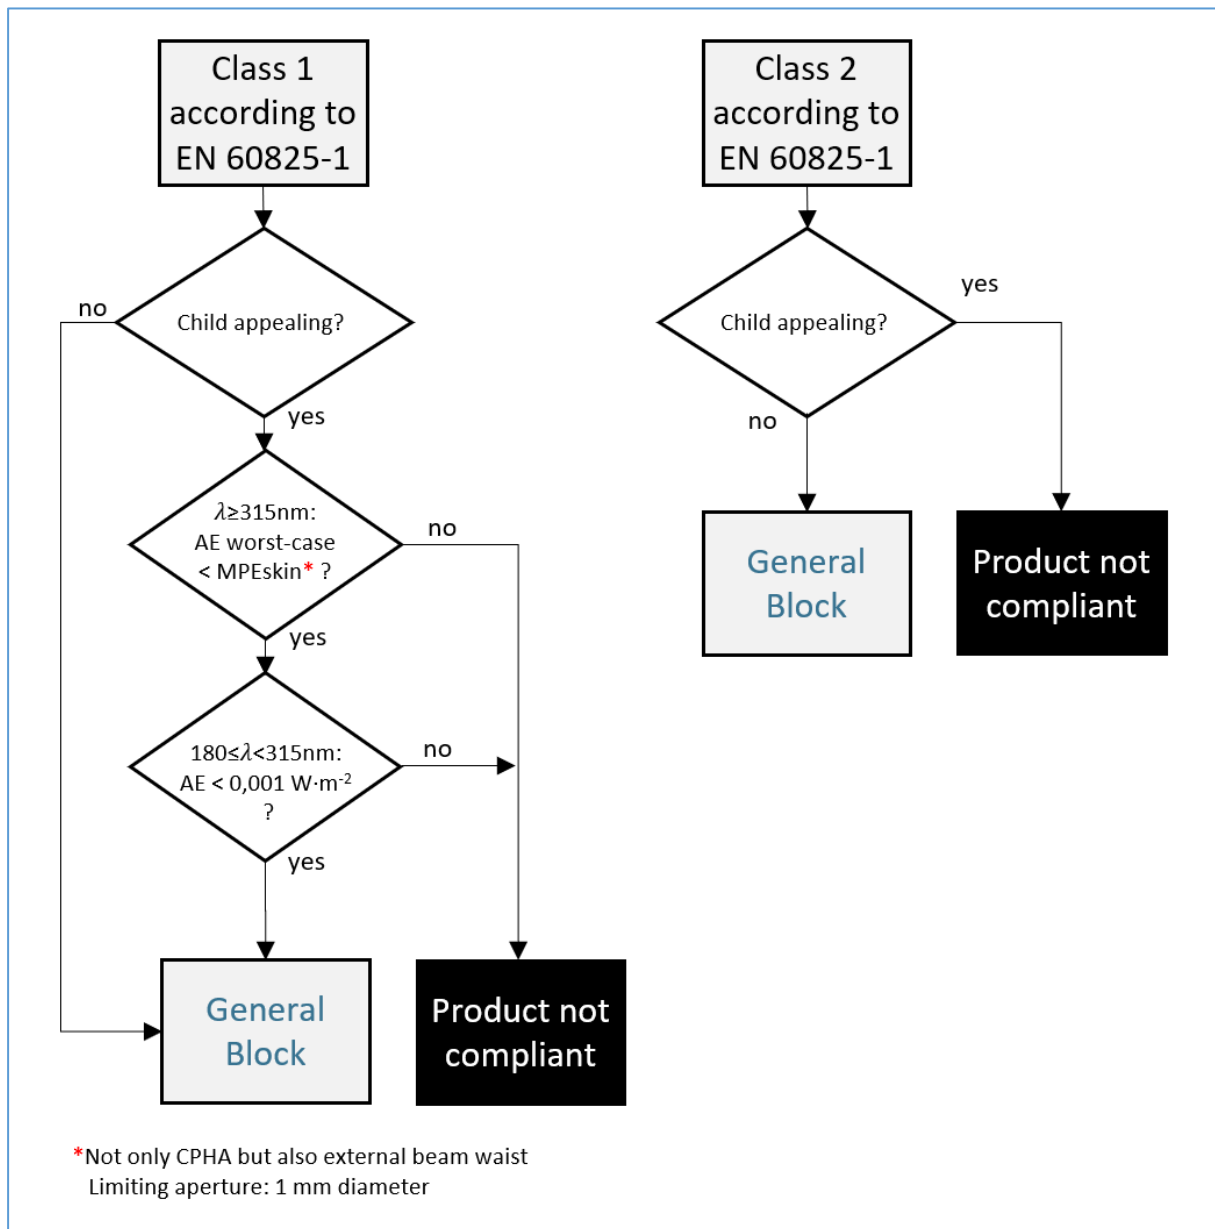 Class 1
according to
EN 60825-1
Child appealing?
no
yes
λ≥315nm:
AE worst-case
< MPEskin* ?
no
yes
180≤λ<315nm:
AE < 0,001 W·m⁻²
?
no
yes
General
Block
Product not
compliant
*Not only CPHA but also external beam waist
Limiting aperture: 1 mm diameter
Class 2
according to
EN 60825-1
Child appealing?
yes
no
General
Block
Product not
compliant